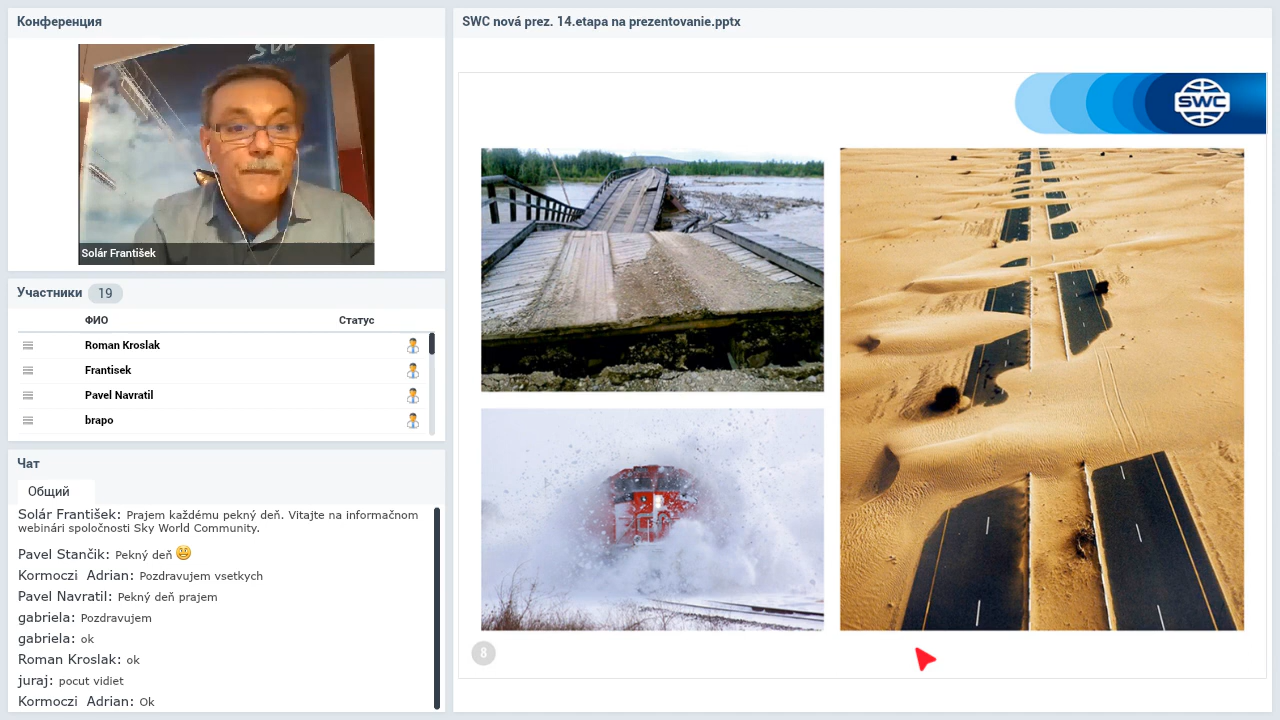 Конференция
Solár František
Участники 19
ФИО Статус
Roman Kroslak
Frantisek
Pavel Navratil
brapo
Чат
Общий
Solár František: Prajem každému pekný deň. Vitajte na informačnom
webinári spoločnosti Sky World Community.
Pavel Stančik: Pekný deň
Kormoczi Adrian: Pozdravujem vsetkych
Pavel Navratil: Pekný deň prajem
gabriela: Pozdravujem
gabriela: ok
Roman Kroslak: ok
juraj: pocut vidiet
Kormoczi Adrian: Ok
SWC nová prez. 14.etapa na prezentovanie.pptx
SWC
8